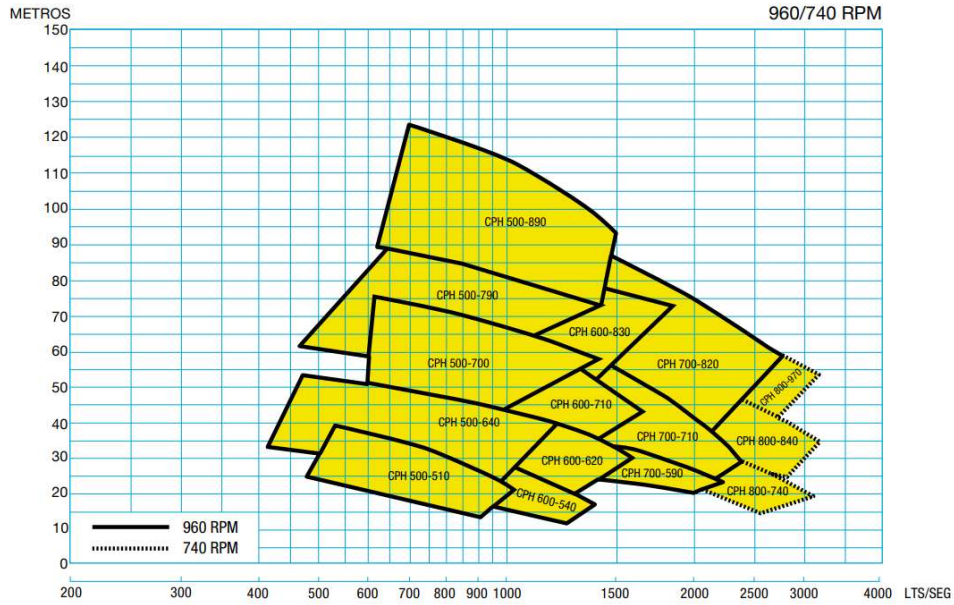 METROS
960/740 RPM
150
140
130
120
110
100
90
80
70
60
50
40
30
20
10
0
CPH 500-890
CPH 500-790
CPH 600-830
CPH 500-700
CPH 700-820
CPH 800-970
CPH 600-710
CPH 500-640
CPH 700-710
CPH 800-840
CPH 600-620
CPH 700-590
CPH 500-510
CPH 800-740
CPH 600-540
960 RPM
740 RPM
200 300 400 500 600 700 800 900 1000 1500 2000 2500 3000 4000 LTS/SEG